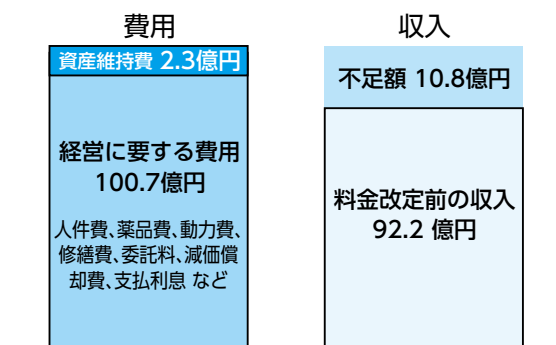 費用
資産維持費 2.3億円
経営に要する費用
100.7億円
人件費、薬品費、動力費、
修繕費、委託料、減価償
却費、支払利息 など
収入
不足額 10.8億円
料金改定前の収入
92.2 億円